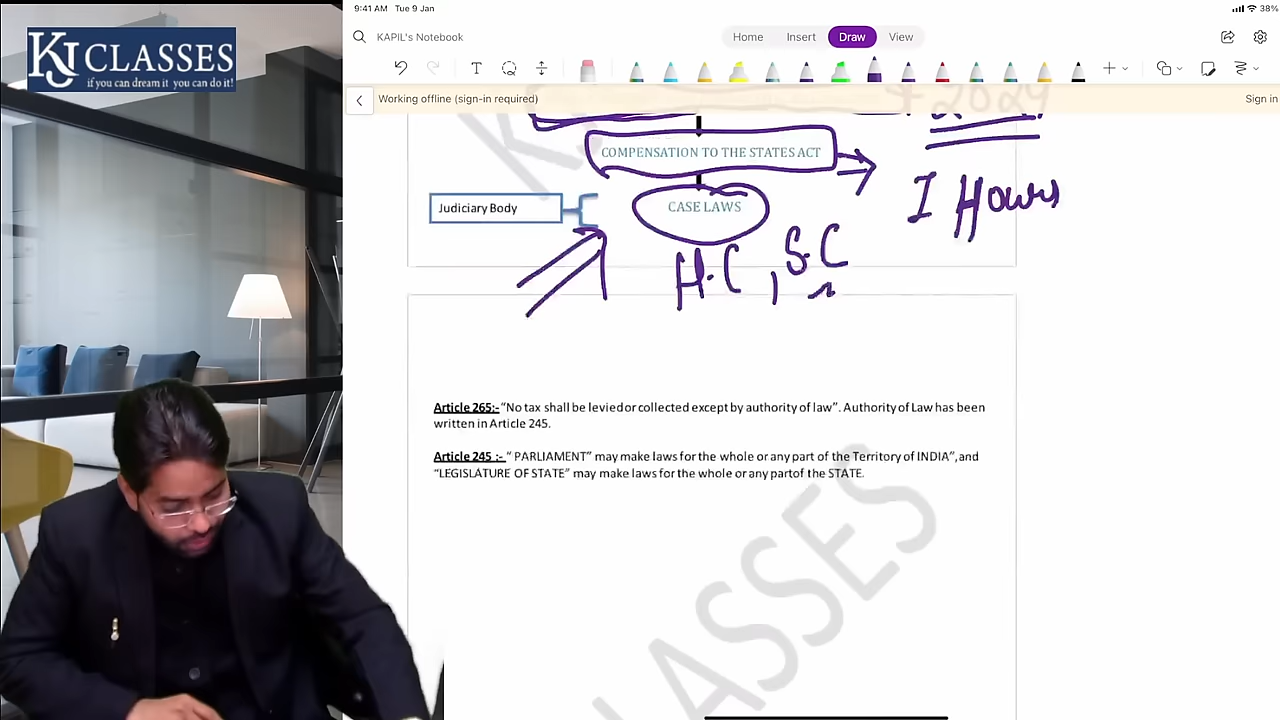 KJ CLASSES
if you can dream it you can do it!
9:41 AM Tue 9 Jan
38%
KAPIL's Notebook
Home Insert Draw View
Working offline (sign-in required)
Sign in
2024
COMPENSATION TO THE STATES ACT
I Hours
Judiciary Body
CASE LAWS
H.C, S.C
Article 265:- "No tax shall be levied or collected except by authority of law". Authority of Law has been
written in Article 245.
Article 245 :- " PARLIAMENT" may make laws for the whole or any part of the Territory of INDIA", and
"LEGISLATURE OF STATE" may make laws for the whole or any partof the STATE.
CLASSES